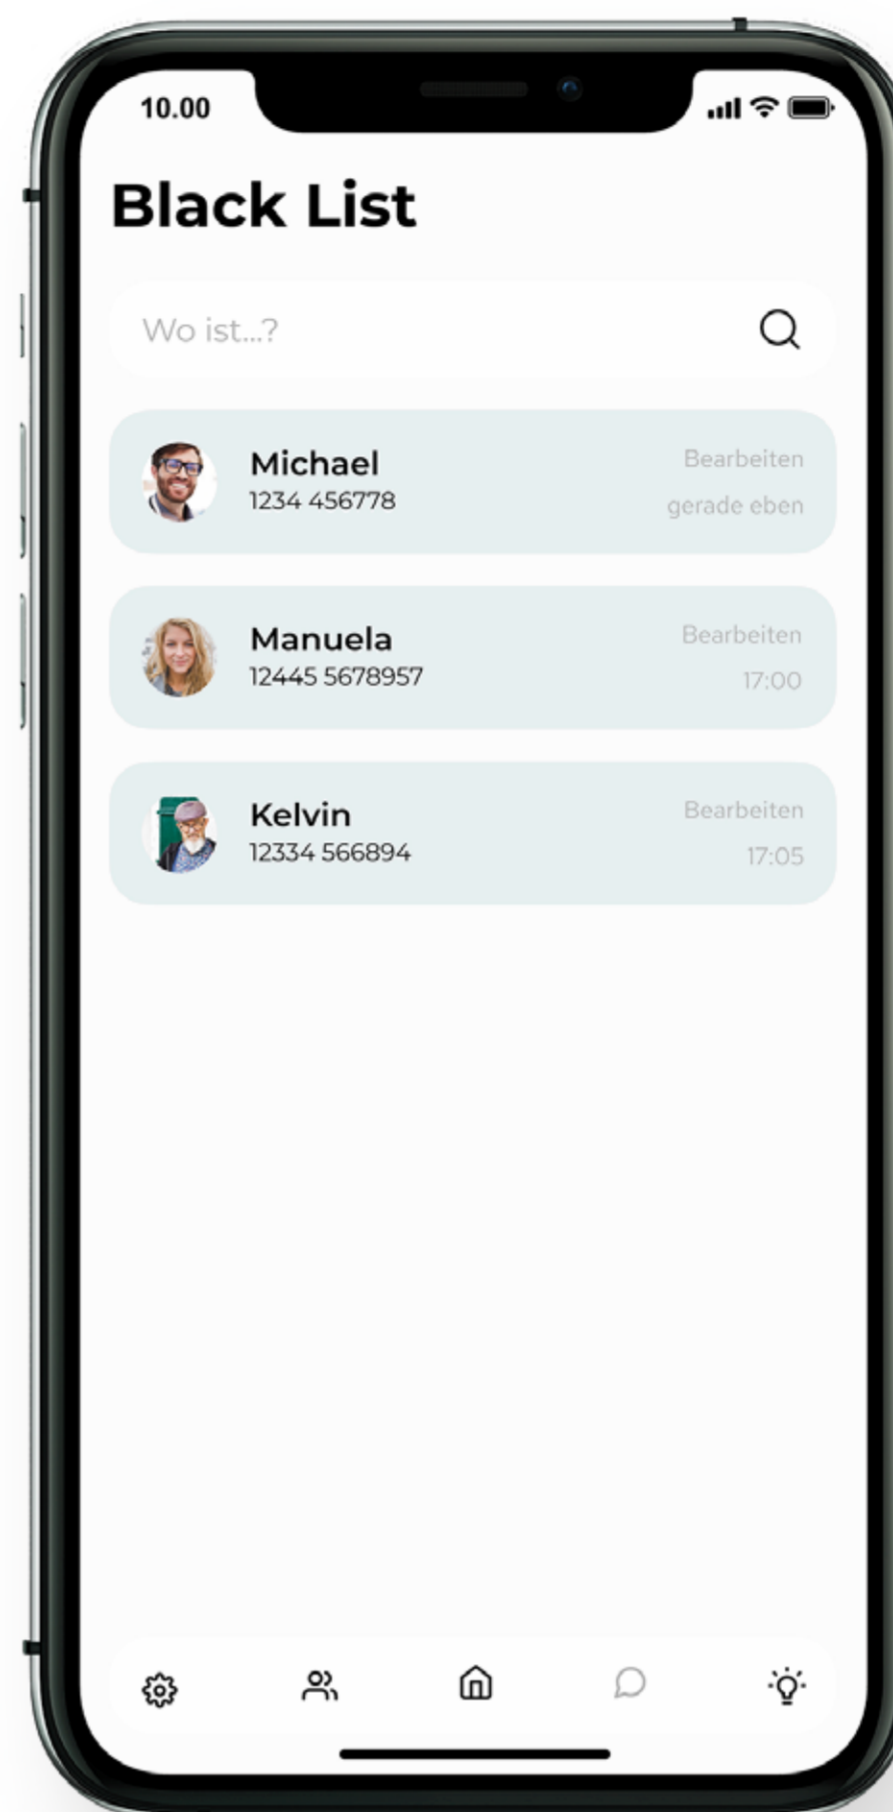 10.00
Black List
Wo ist...?
Michael
1234 456778
Bearbeiten
gerade eben
Manuela
12445 5678957
Bearbeiten
17:00
Kelvin
12334 566894
Bearbeiten
17:05